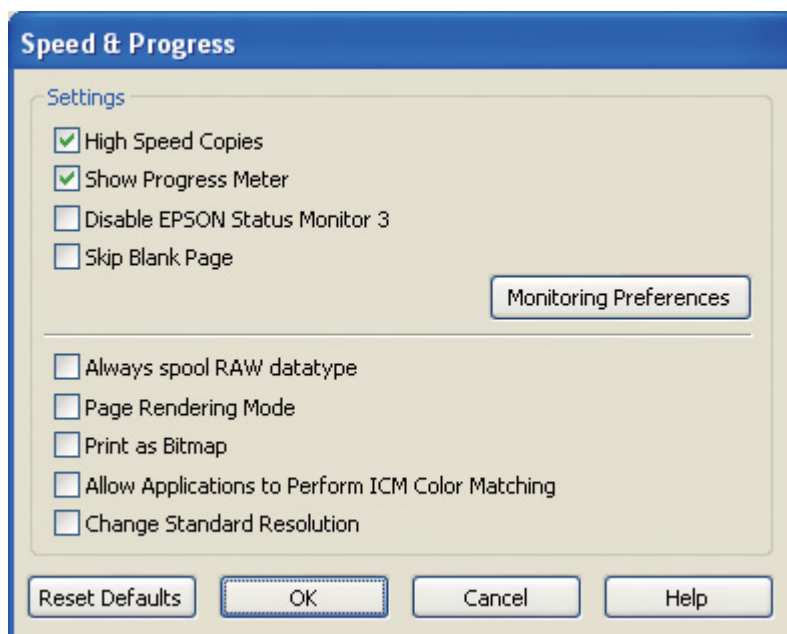 Speed & Progress
Settings
High Speed Copies
Show Progress Meter
Disable EPSON Status Monitor 3
Skip Blank Page
Monitoring Preferences
Always spool RAW datatype
Page Rendering Mode
Print as Bitmap
Allow Applications to Perform ICM Color Matching
Change Standard Resolution
Reset Defaults OK Cancel Help